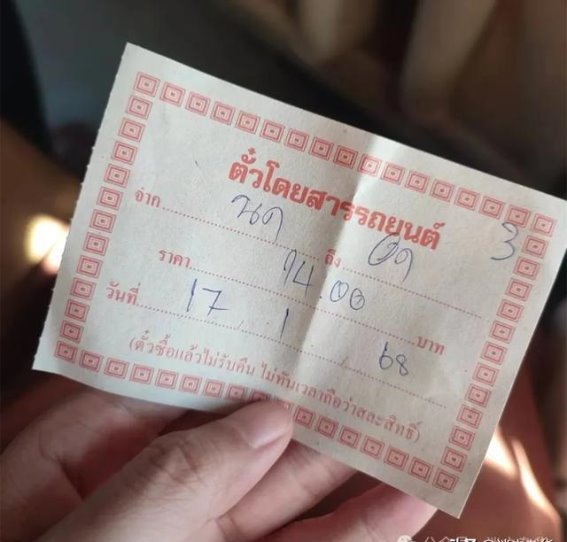 ตั๋วโดยสารรถยนต์
3
จาก ถึง
ราคา 14.00 บาท
วันที่ 17 1 68
(ตั๋วซื้อแล้วไม่รับคืน ไม่ทันเวลาถือว่าสละสิทธิ์)